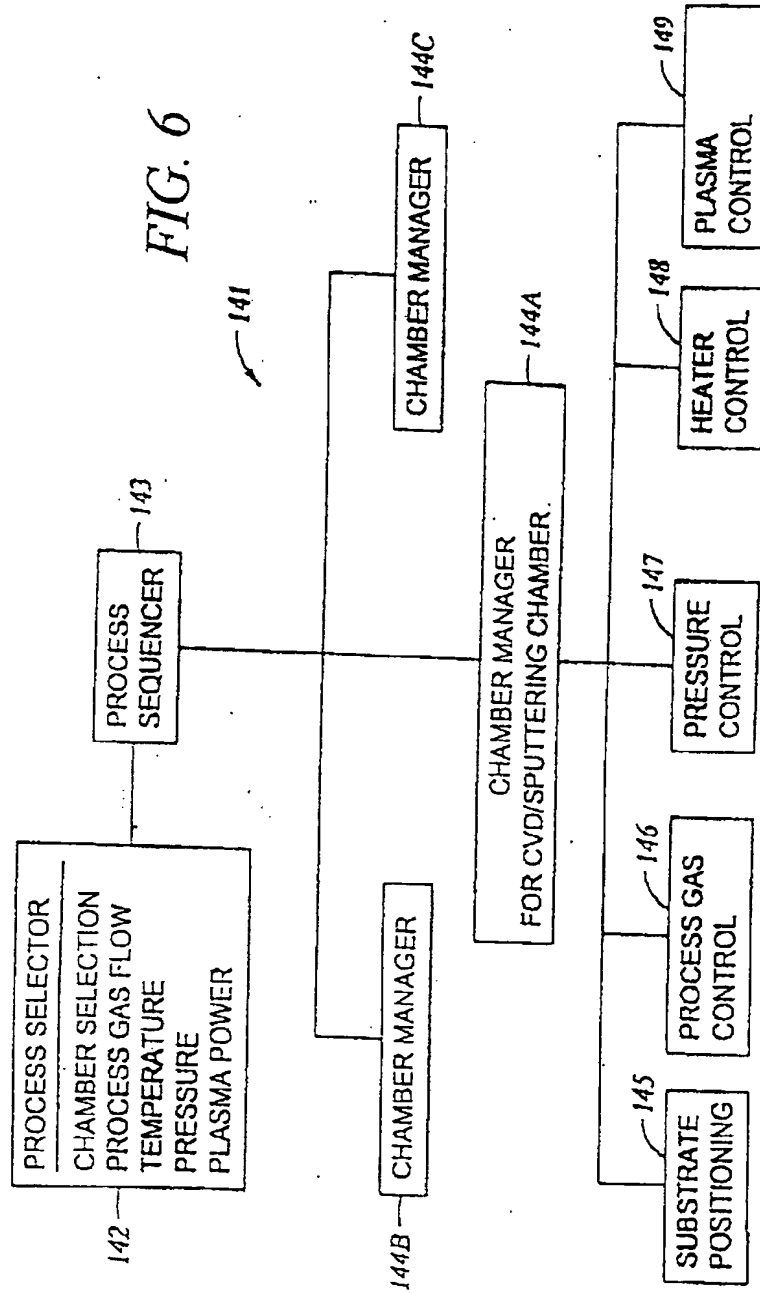 FIG. 6
141
PROCESS SELECTOR
CHAMBER SELECTION
PROCESS GAS FLOW
TEMPERATURE
PRESSURE
PLASMA POWER
142
PROCESS
SEQUENCER
143
CHAMBER MANAGER
144B
CHAMBER MANAGER
144C
CHAMBER MANAGER
FOR CVD/SPUTTERING CHAMBER.
144A
SUBSTRATE
POSITIONING
145
PROCESS GAS
CONTROL
146
PRESSURE
CONTROL
147
HEATER
CONTROL
148
PLASMA
CONTROL
149